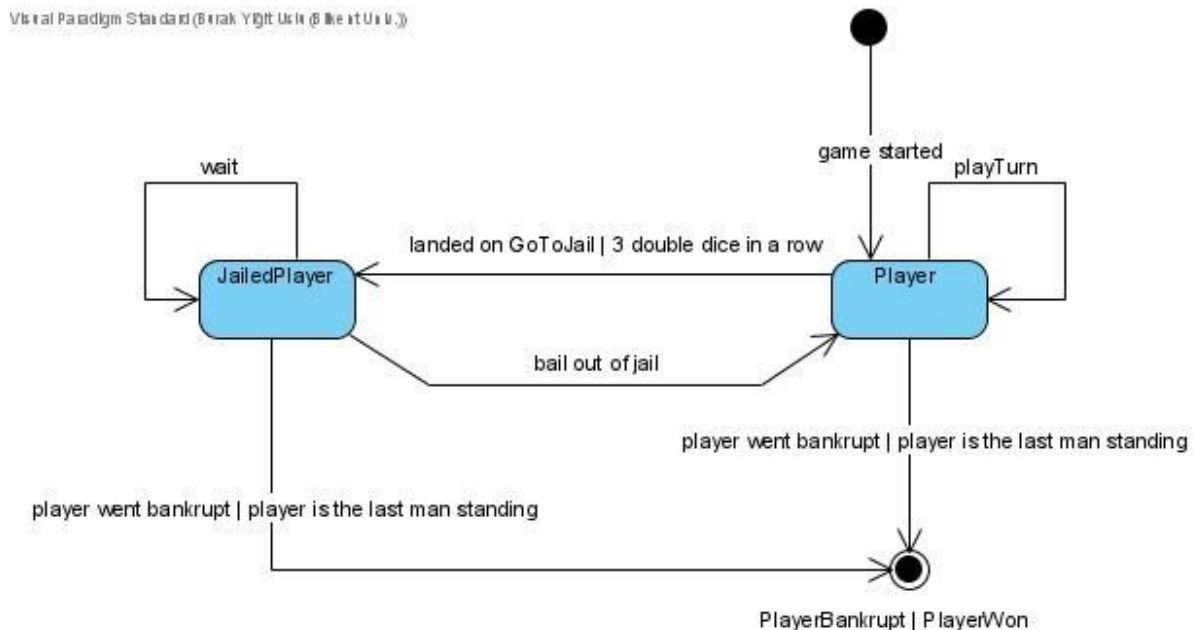 Visual Paradigm Standard (Burak Yiğit Uslu (Bilkent Univ.))
game started
wait
playTurn
landed on GoToJail | 3 double dice in a row
JailedPlayer
Player
bail out of jail
player went bankrupt | player is the last man standing
player went bankrupt | player is the last man standing
PlayerBankrupt | PlayerWon